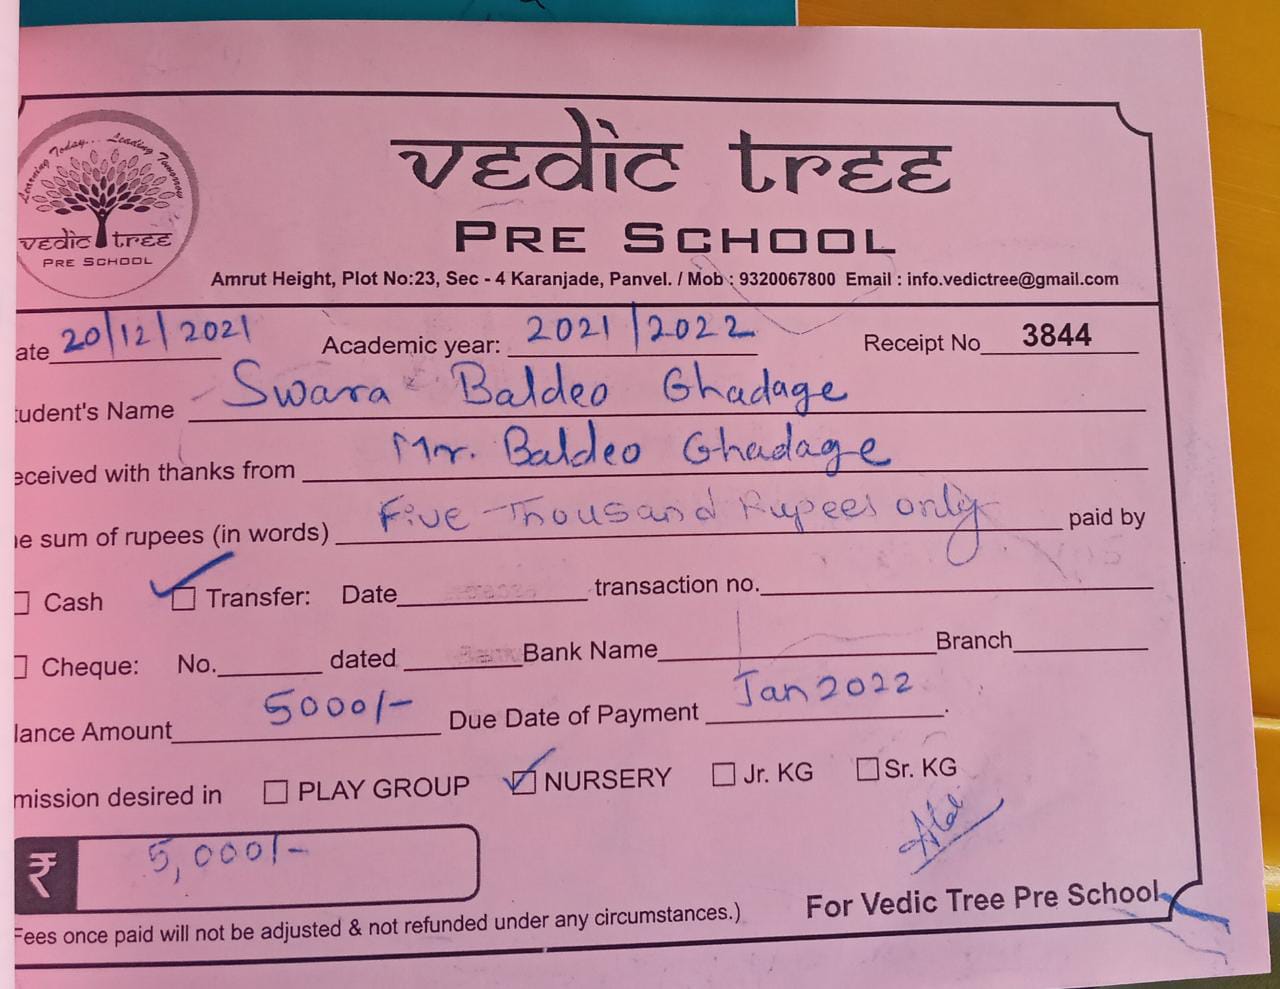 Learning Today... Leading Tomorrow
vedic tree
PRE SCHOOL
vedic tree
PRE SCHOOL
Amrut Height, Plot No:23, Sec - 4 Karanjade, Panvel. / Mob : 9320067800 Email : info.vedictree@gmail.com
ate 20/12/2021 Academic year: 2021/2022 Receipt No 3844
tudent's Name Swara Baldeo Ghadage
eceived with thanks from Mr. Baldeo Ghadage
e sum of rupees (in words) Five Thousand Rupees only paid by
Cash Transfer: Date transaction no.
Cheque: No. dated Bank Name Branch
lance Amount 5000/- Due Date of Payment Jan 2022
mission desired in PLAY GROUP NURSERY Jr. KG Sr. KG
₹ 5,000/-
For Vedic Tree Pre School
Fees once paid will not be adjusted & not refunded under any circumstances.)